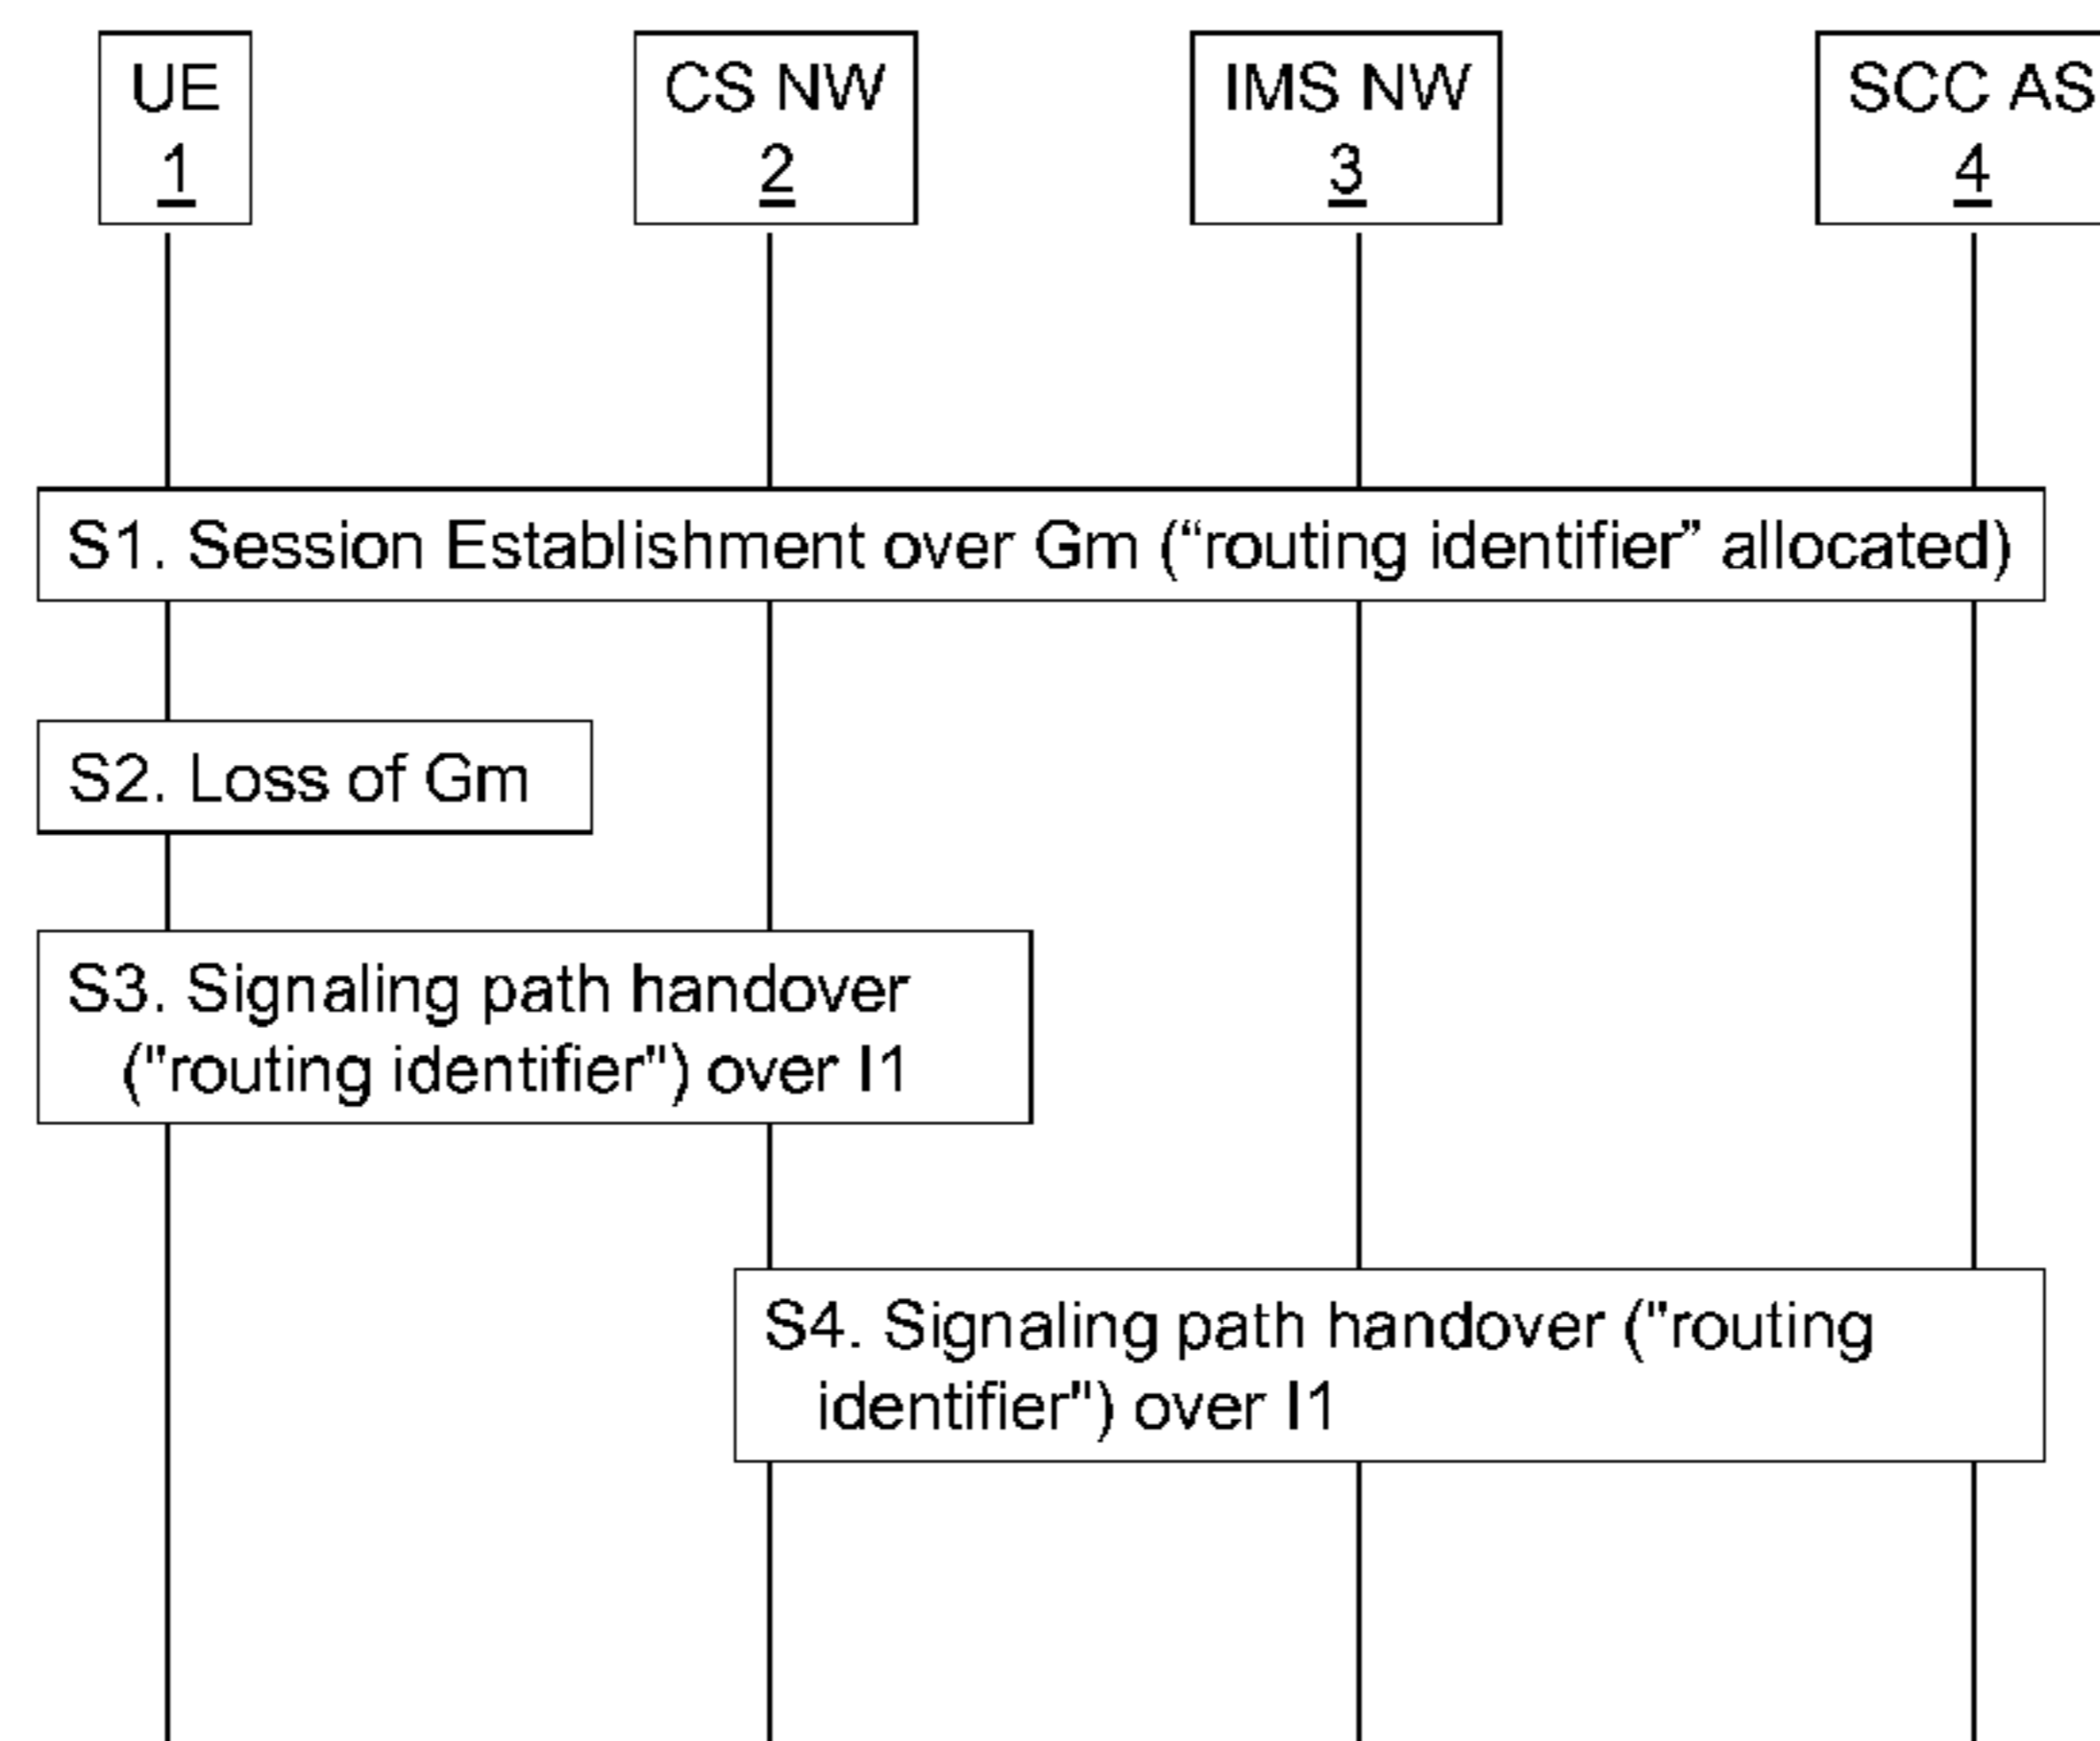 UE
1
CS NW
2
IMS NW
3
SCC AS
4
S1. Session Establishment over Gm (“routing identifier” allocated)
S2. Loss of Gm
S3. Signaling path handover
("routing identifier") over I1
S4. Signaling path handover ("routing
identifier") over I1